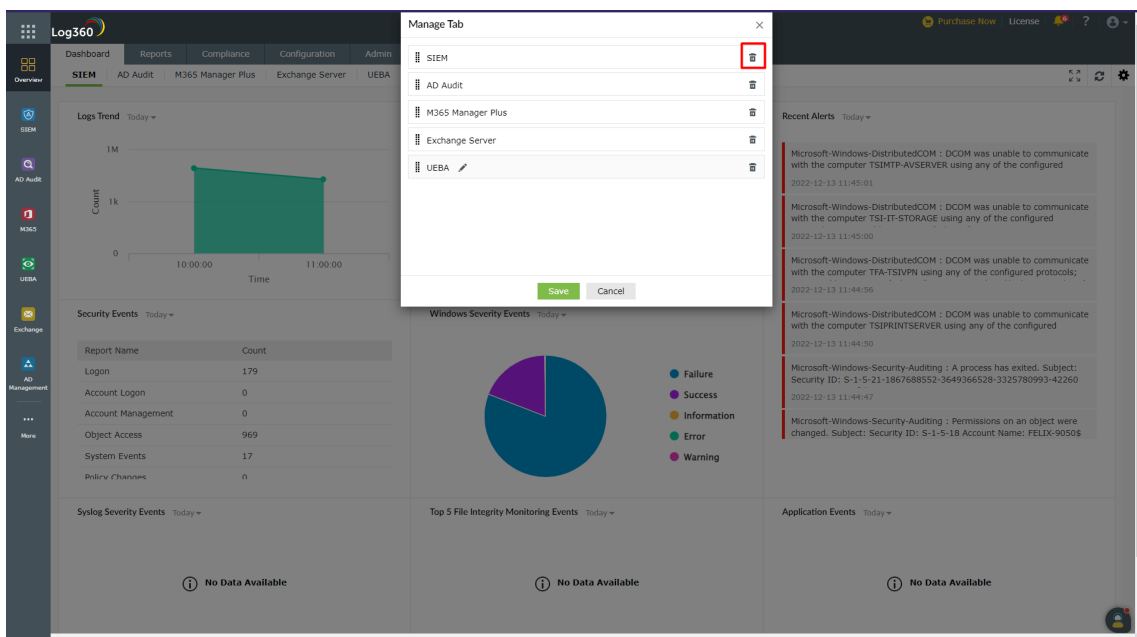 Log360
Purchase Now
License
?
Dashboard
Reports
Compliance
Configuration
Admin
SIEM
AD Audit
M365 Manager Plus
Exchange Server
UEBA
Overview
SIEM
AD Audit
M365
UEBA
Exchange
AD
Management
More
Manage Tab
SIEM
AD Audit
M365 Manager Plus
Exchange Server
UEBA
Save
Cancel
Logs Trend Today
1M
1k
0
Count
10:00:00
11:00:00
Time
Recent Alerts Today
Microsoft-Windows-DistributedCOM : DCOM was unable to communicate
with the computer TSIMTP-AVSERVER using any of the configured
2022-12-13 11:45:01
Microsoft-Windows-DistributedCOM : DCOM was unable to communicate
with the computer TSI-IT-STORAGE using any of the configured
2022-12-13 11:45:00
Microsoft-Windows-DistributedCOM : DCOM was unable to communicate
with the computer TFA-TSIVPN using any of the configured protocols;
2022-12-13 11:44:56
Microsoft-Windows-DistributedCOM : DCOM was unable to communicate
with the computer TSIPRINTSERVER using any of the configured
2022-12-13 11:44:50
Microsoft-Windows-Security-Auditing : A process has exited. Subject:
Security ID: S-1-5-21-1867688552-3649366528-3325780993-42260
2022-12-13 11:44:47
Microsoft-Windows-Security-Auditing : Permissions on an object were
changed. Subject: Security ID: S-1-5-18 Account Name: FELIX-9050$
Security Events Today
Report Name Count
Logon 179
Account Logon 0
Account Management 0
Object Access 969
System Events 17
Policy Changes 0
Windows Severity Events Today
Failure
Success
Information
Error
Warning
Syslog Severity Events Today
No Data Available
Top 5 File Integrity Monitoring Events Today
No Data Available
Application Events Today
No Data Available